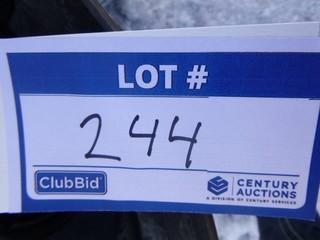 LOT #
244
ClubBid
CENTURY
AUCTIONS
A DIVISION OF CENTURY SERVICES